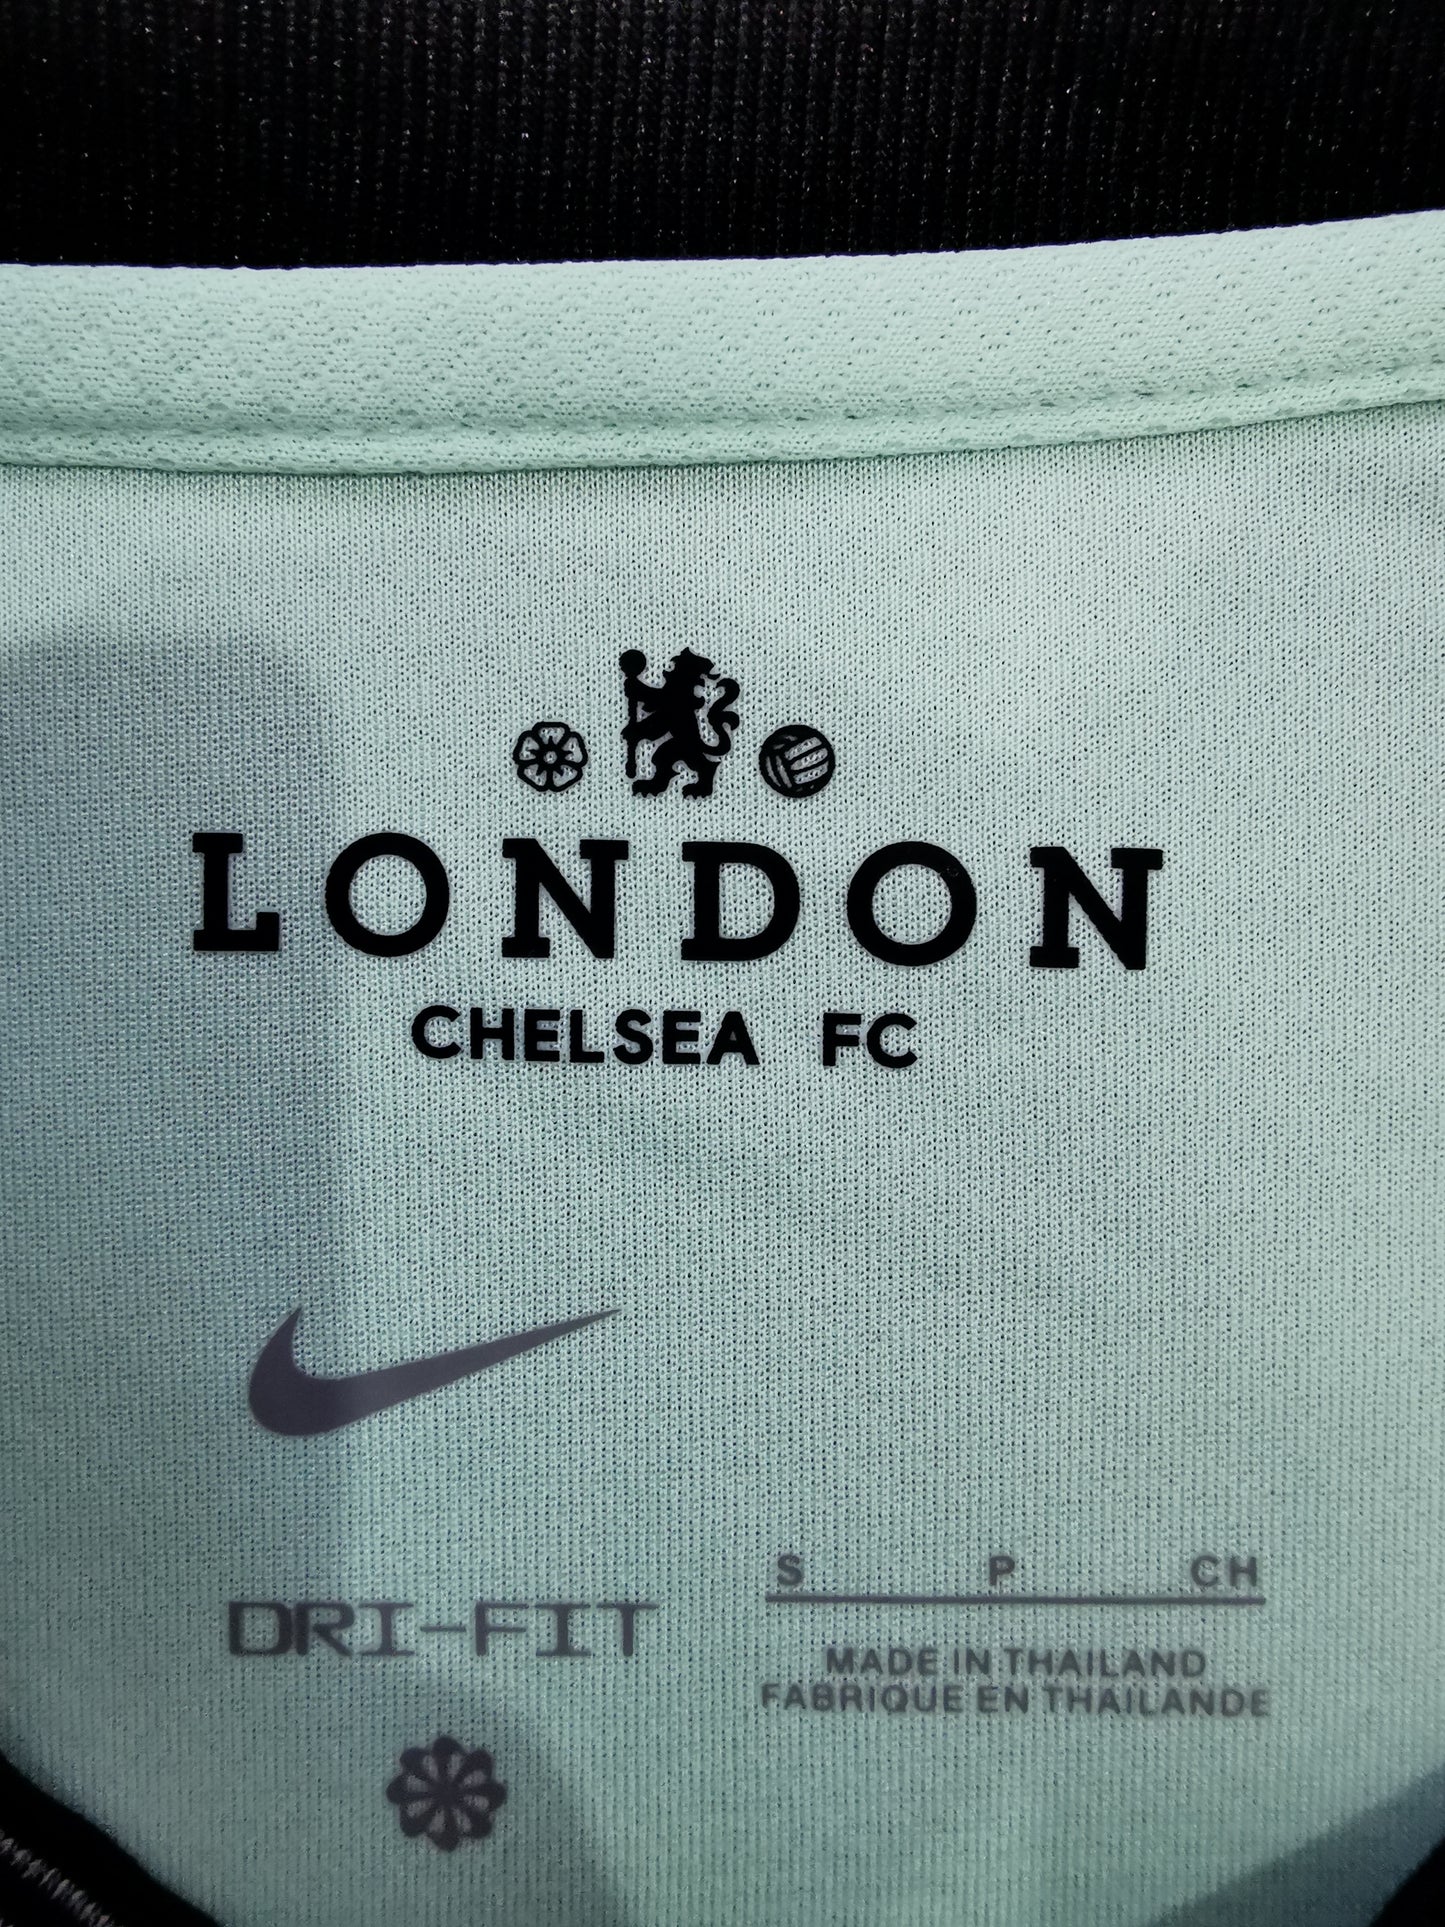 LONDON
CHELSEA FC
DRI-FIT
S P CH
MADE IN THAILAND
FABRIQUE EN THAILANDE